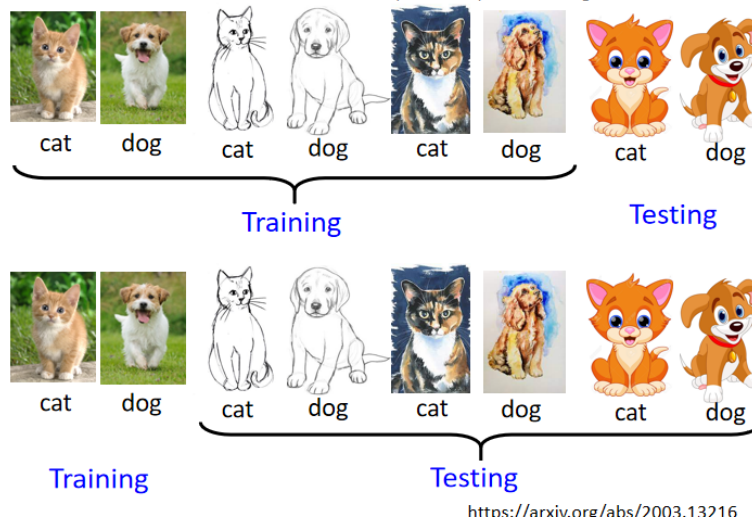 cat dog cat dog cat dog cat dog
Training Testing
cat dog cat dog cat dog cat dog
Training Testing
https://arxiv.org/abs/2003.13216